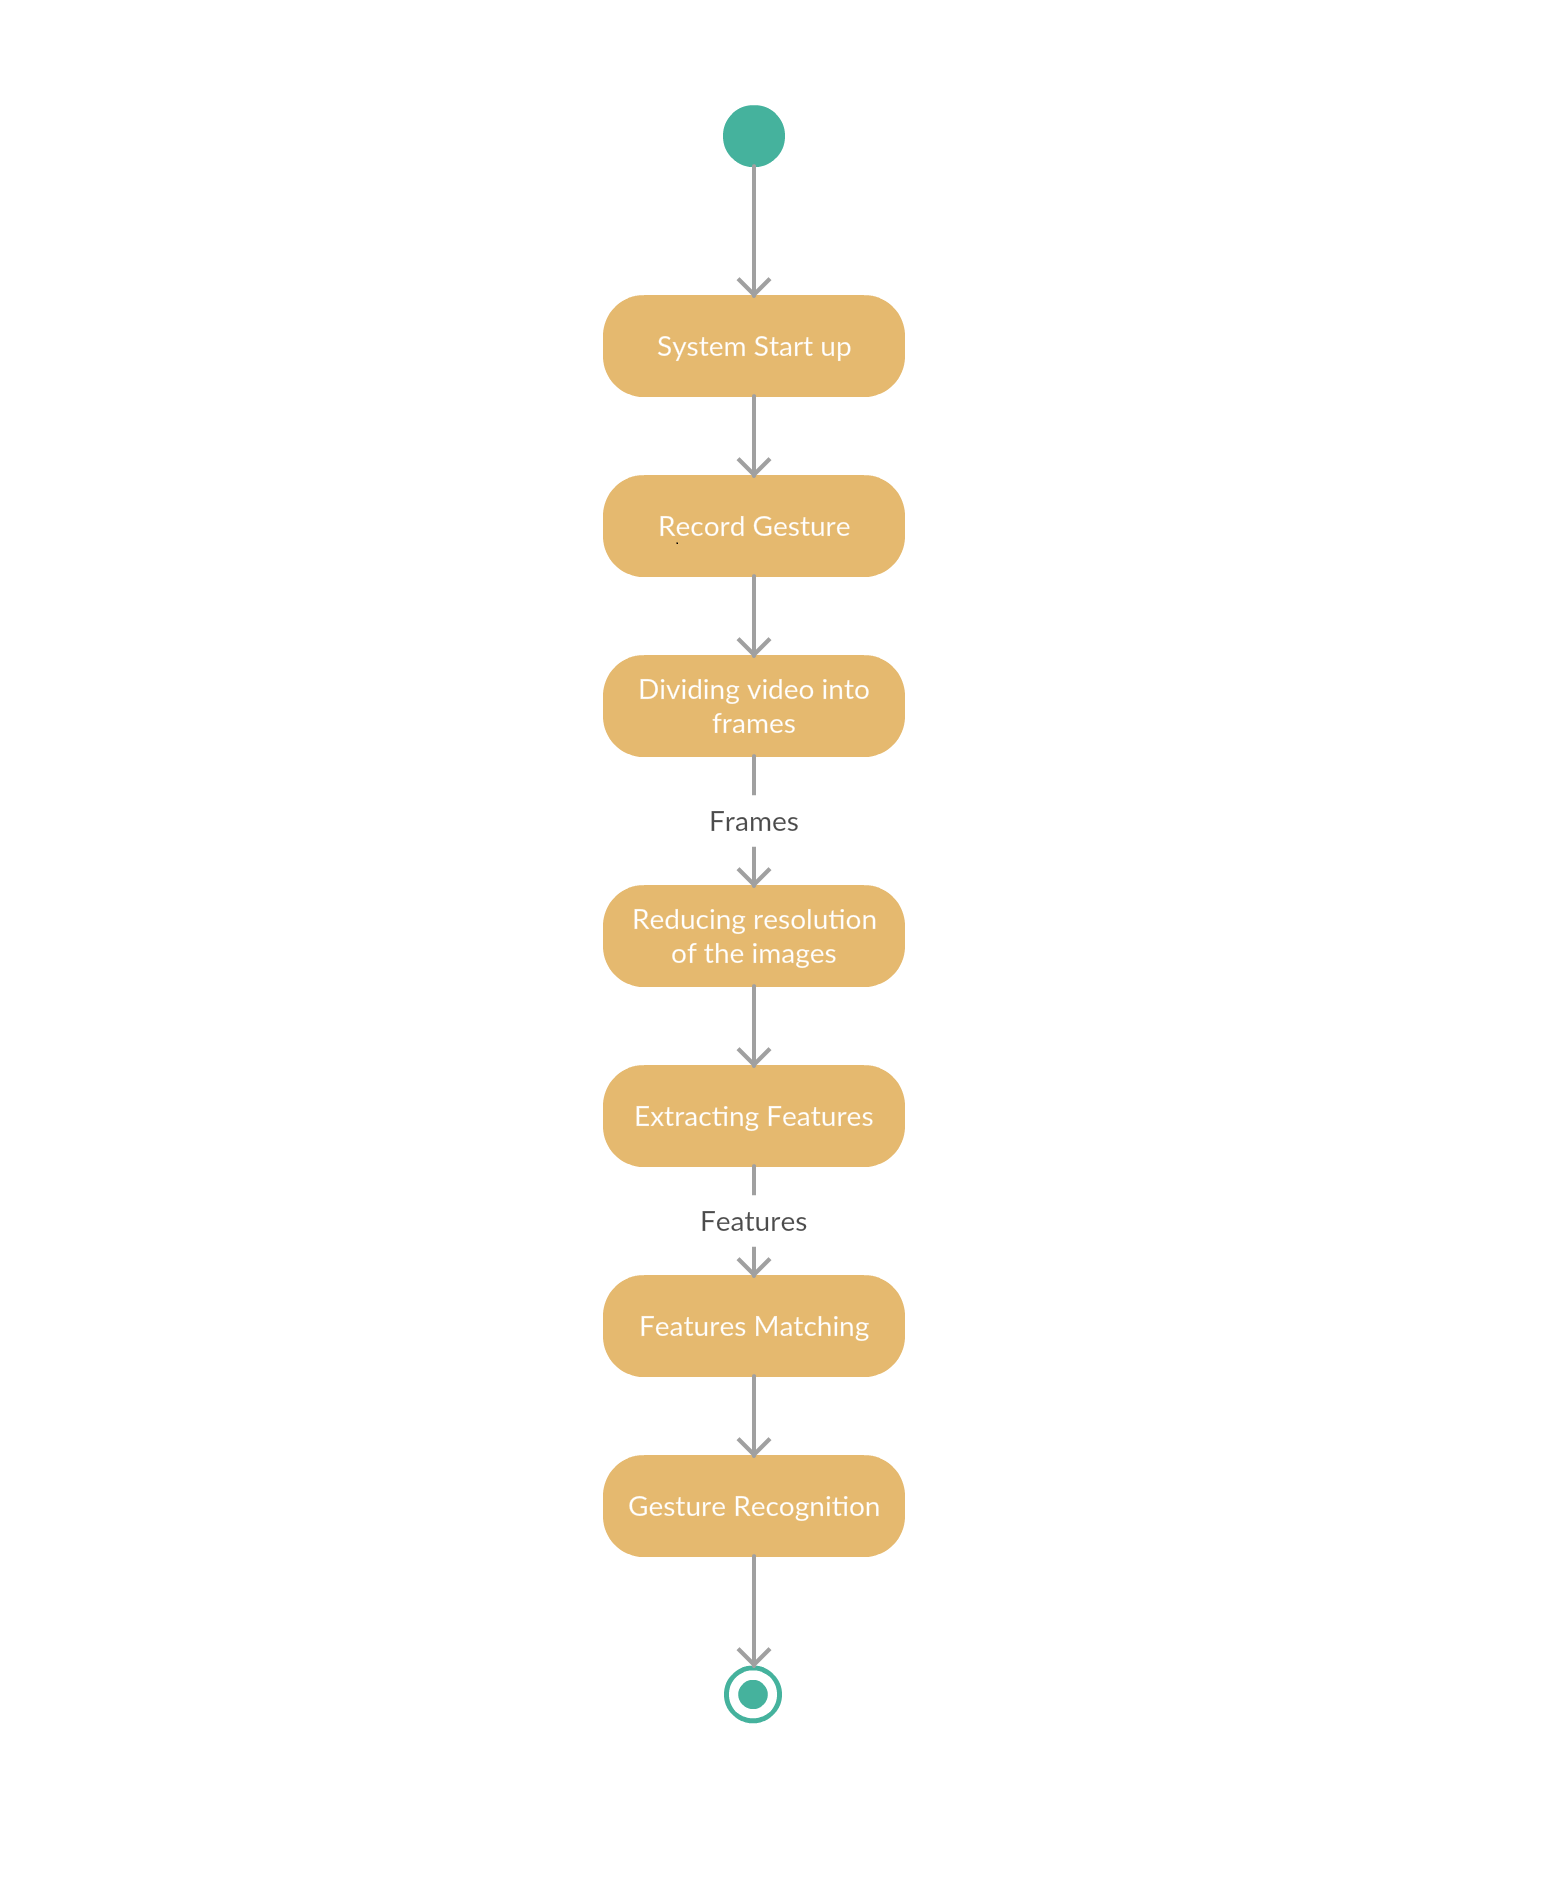 System Start up
Record Gesture
Dividing video into
frames
Frames
Reducing resolution
of the images
Extracting Features
Features
Features Matching
Gesture Recognition